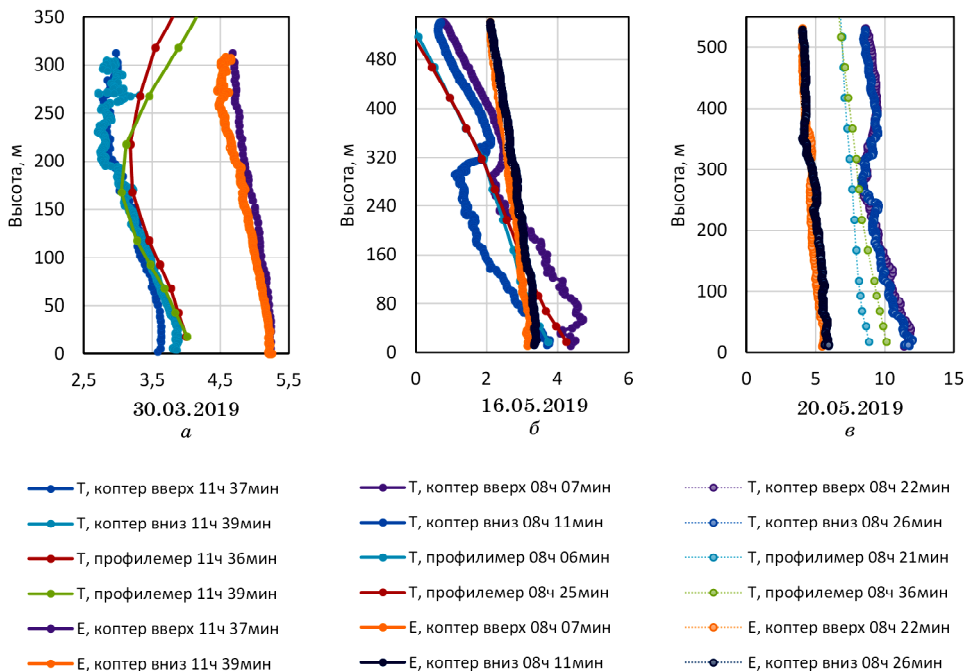 350
300
250
200
150
100
50
0
Высота, м
2,5
3,5
4,5
5,5
30.03.2019
а
480
400
320
240
160
80
0
Высота, м
0
2
4
6
16.05.2019
б
500
400
300
200
100
0
Высота, м
0
5
10
15
20.05.2019
в
Т, коптер вверх 11ч 37мин
Т, коптер вниз 11ч 39мин
Т, профилемер 11ч 36мин
Т, профилемер 11ч 39мин
Е, коптер вверх 11ч 37мин
Е, коптер вниз 11ч 39мин
Т, коптер вверх 08ч 07мин
Т, коптер вниз 08ч 11мин
Т, профилимер 08ч 06мин
Т, профилемер 08ч 25мин
Е, коптер вверх 08ч 07мин
Е, коптер вниз 08ч 11мин
Т, коптер вверх 08ч 22мин
Т, коптер вниз 08ч 26мин
Т, профилимер 08ч 21мин
Т, профилемер 08ч 36мин
Е, коптер вверх 08ч 22мин
Е, коптер вниз 08ч 26мин